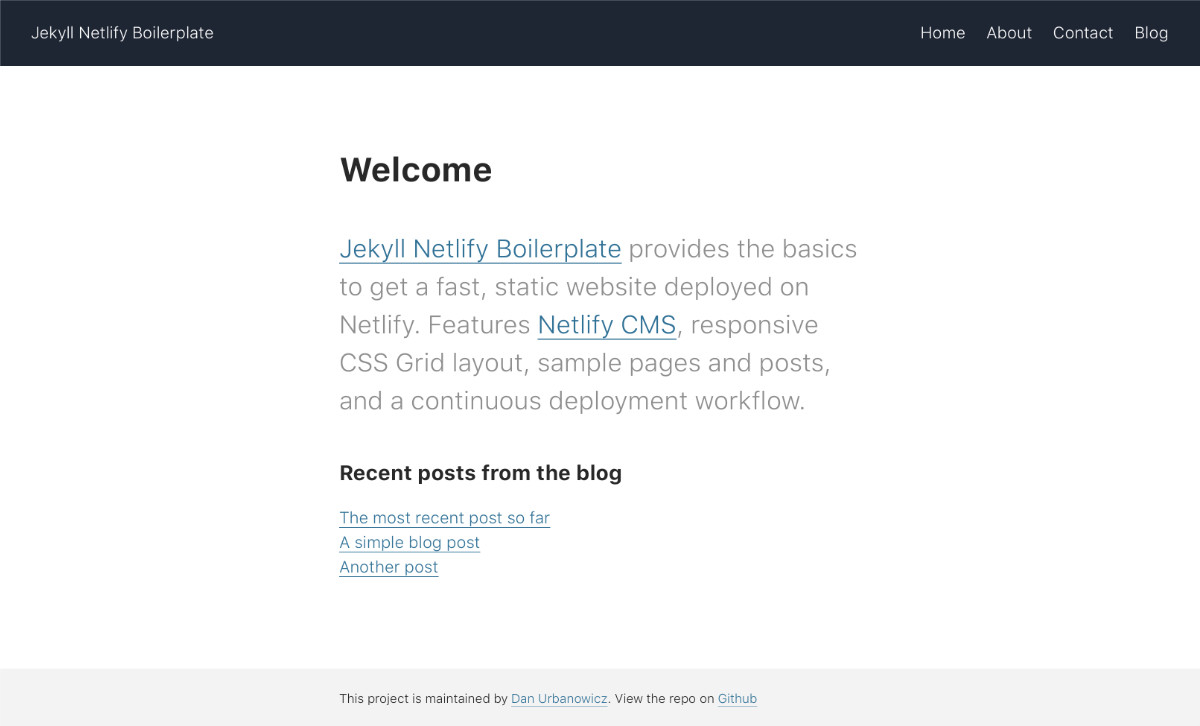 Jekyll Netlify Boilerplate
Home About Contact Blog
Welcome
Jekyll Netlify Boilerplate provides the basics
to get a fast, static website deployed on
Netlify. Features Netlify CMS, responsive
CSS Grid layout, sample pages and posts,
and a continuous deployment workflow.
Recent posts from the blog
The most recent post so far
A simple blog post
Another post
This project is maintained by Dan Urbanowicz. View the repo on Github